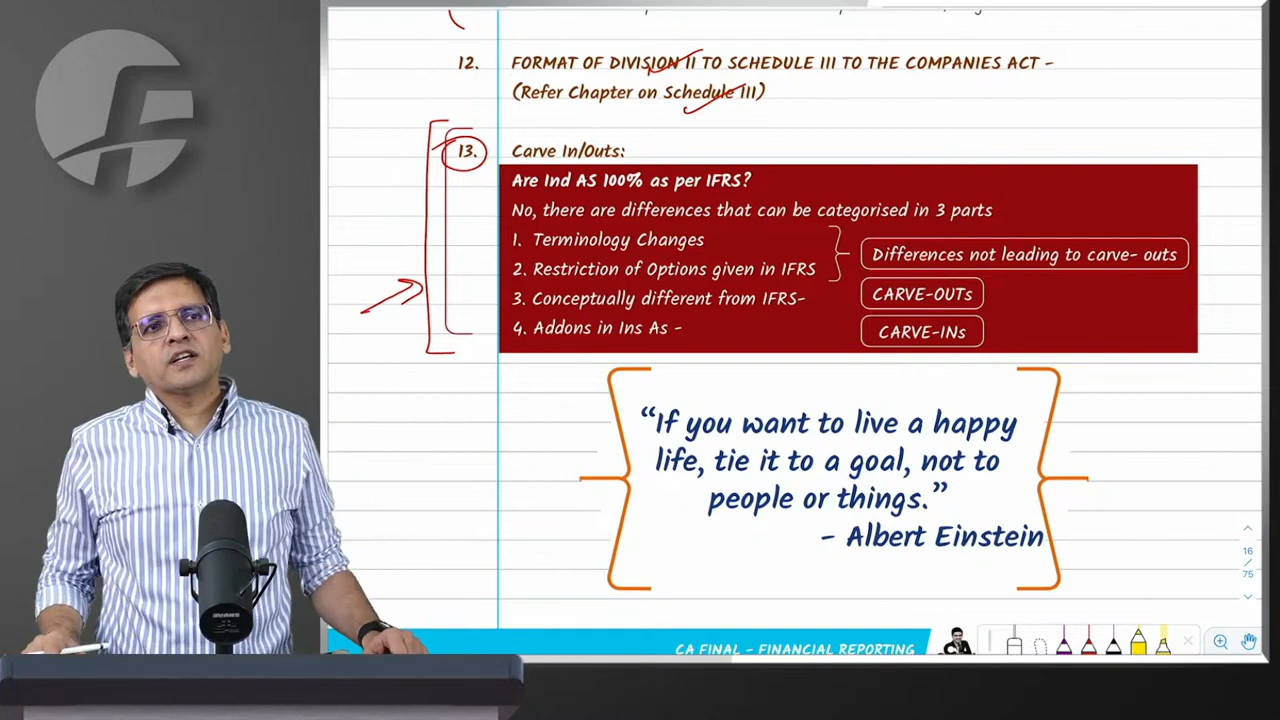 12. FORMAT OF DIVISION II TO SCHEDULE III TO THE COMPANIES ACT -
(Refer Chapter on Schedule III)
13. Carve In/Outs:
Are Ind AS 100% as per IFRS?
No, there are differences that can be categorised in 3 parts
1. Terminology Changes
2. Restriction of Options given in IFRS
Differences not leading to carve- outs
3. Conceptually different from IFRS-
CARVE-OUTs
4. Addons in Ins As -
CARVE-INs
“If you want to live a happy
life, tie it to a goal, not to
people or things.”
- Albert Einstein
16
/
75
CA FINAL - FINANCIAL REPORTING